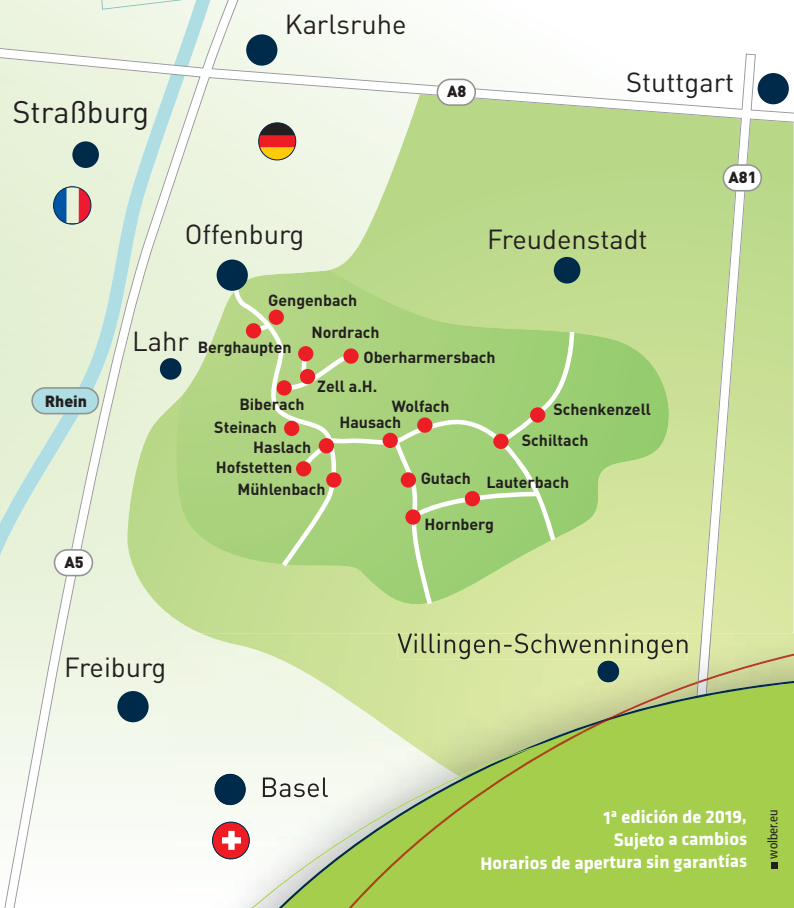 Karlsruhe
A8
Stuttgart
Straßburg
A81
Offenburg
Freudenstadt
Gengenbach
Nordrach
Lahr
Berghaupten
Oberharmersbach
Zell a.H.
Rhein
Biberach
Wolfach
Schenkenzell
Steinach
Hausach
Haslach
Schiltach
Hofstetten
Gutach
Lauterbach
Mühlenbach
Hornberg
A5
Villingen-Schwenningen
Freiburg
Basel
1ª edición de 2019,
Sujeto a cambios
Horarios de apertura sin garantías
wolber.eu